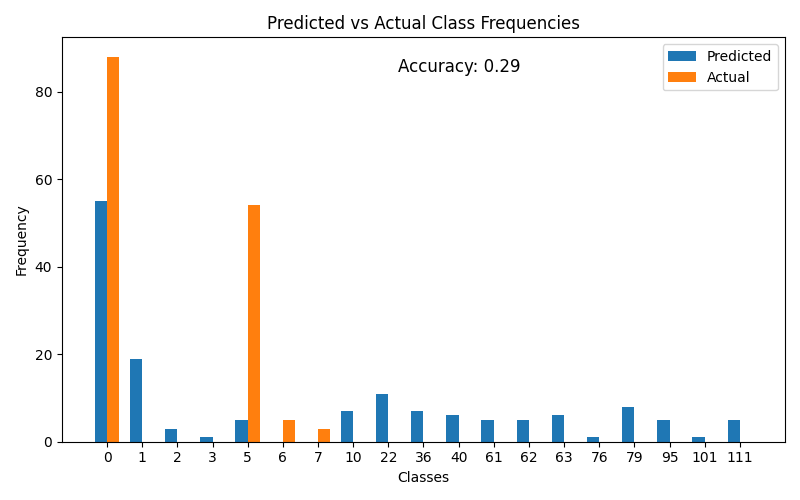 Predicted vs Actual Class Frequencies
Accuracy: 0.29
Predicted
Actual
Frequency
80
60
40
20
0
0 1 2 3 5 6 7 10 22 36 40 61 62 63 76 79 95 101 111
Classes